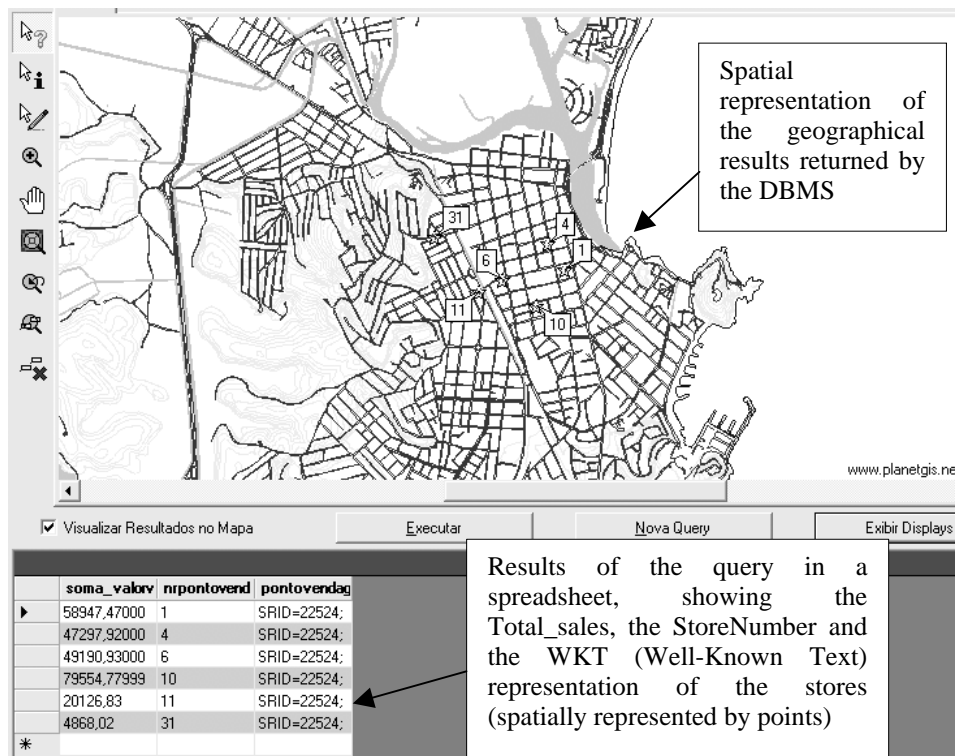 Spatial
representation of
the geographical
results returned by
the DBMS
31
4
1
6
11
10
www.planetgis.ne
Visualizar Resultados no Mapa
Executar
Nova Query
Exibir Displays
soma_valorv nrpontovend pontovendag
58947,47000 1 SRID=22524;
47297,92000 4 SRID=22524;
49190,93000 6 SRID=22524;
79554,77999 10 SRID=22524;
20126,83 11 SRID=22524;
4868,02 31 SRID=22524;
Results of the query in a
spreadsheet, showing the
Total_sales, the StoreNumber and
the WKT (Well-Known Text)
representation of the stores
(spatially represented by points)